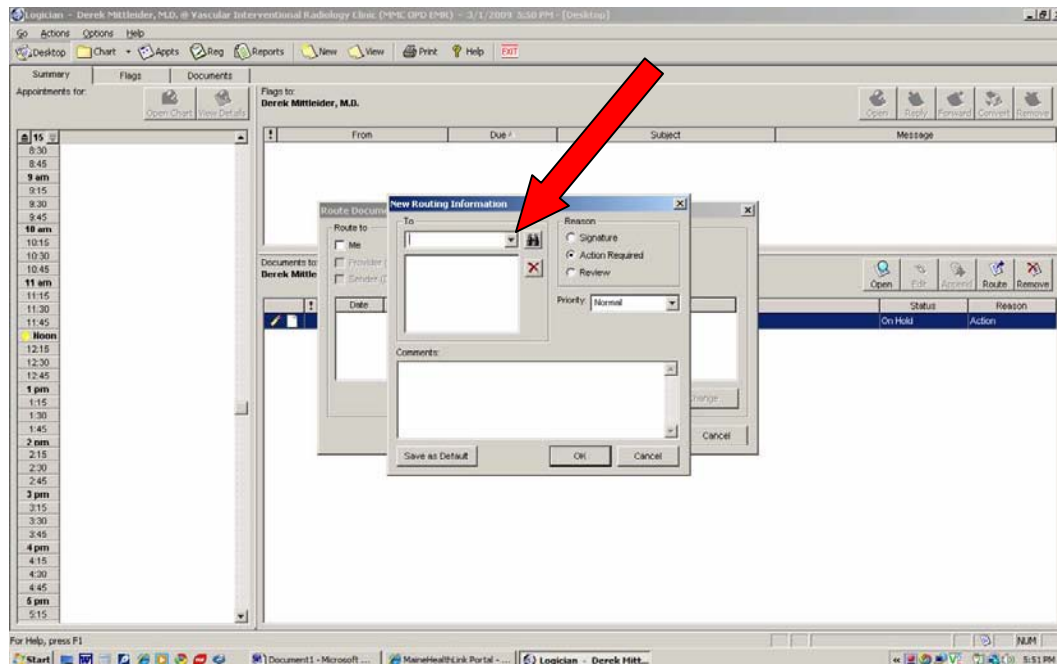 Logician - Derek Mittleider, M.D. @ Vascular Interventional Radiology Clinic (MMC OPD EMR) - 3/1/2009 5:50 PM - [Desktop]
Go Actions Options Help
Desktop Chart Appts Reg Reports New View Print Help EXIT
Summary Flags Documents
Appointments for:
Open Chart View Details
Flags to:
Derek Mittleider, M.D.
Open Reply Forward Convert Remove
! From Due Subject Message
15
8:30
8:45
9 am
9:15
9:30
9:45
10 am
10:15
10:30
10:45
11 am
11:15
11:30
11:45
Noon
12:15
12:30
12:45
1 pm
1:15
1:30
1:45
2 pm
2:15
2:30
2:45
3 pm
3:15
3:30
3:45
4 pm
4:15
4:30
4:45
5 pm
5:15
Documents to:
Derek Mittle
Open Edit Append Route Remove
! Status Reason
On Hold Action
Route Docum
Route to
Me
Provider
Sender
Date
Change
Cancel
New Routing Information
To
Reason
Signature
Action Required
Review
Priority: Normal
Comments:
Save as Default OK Cancel
For Help, press F1
NUM
Start Document1 - Microsoft ... MaineHealthLink Portal - ... Logician - Derek Mitt... 5:51 PM